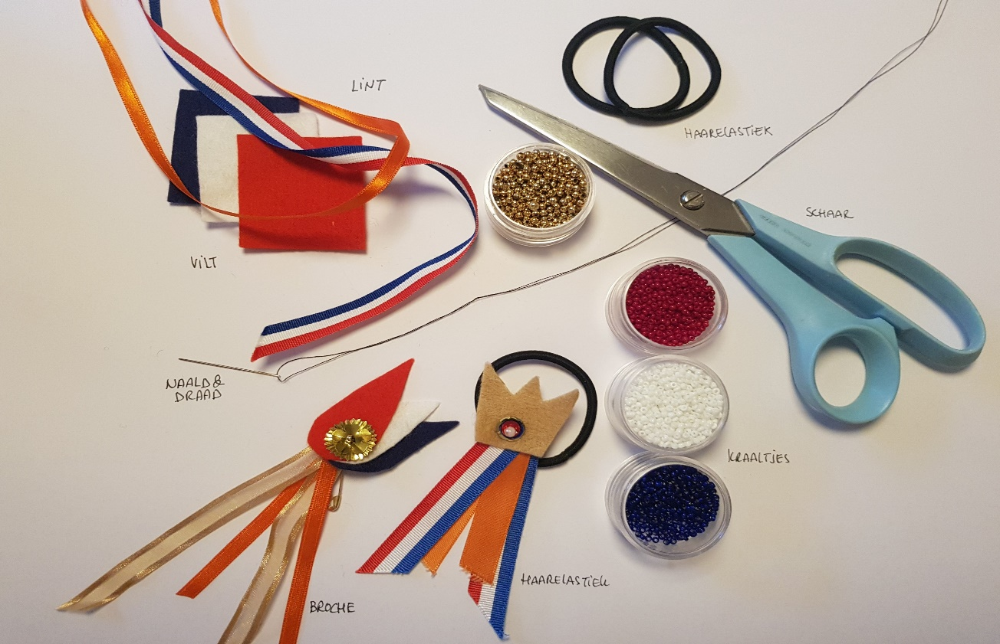 LINT
HAARELASTIEK
SCHAAR
VILT
NAALD &
DRAAD
KRAALTJES
HAARELASTIEK
BROCHE